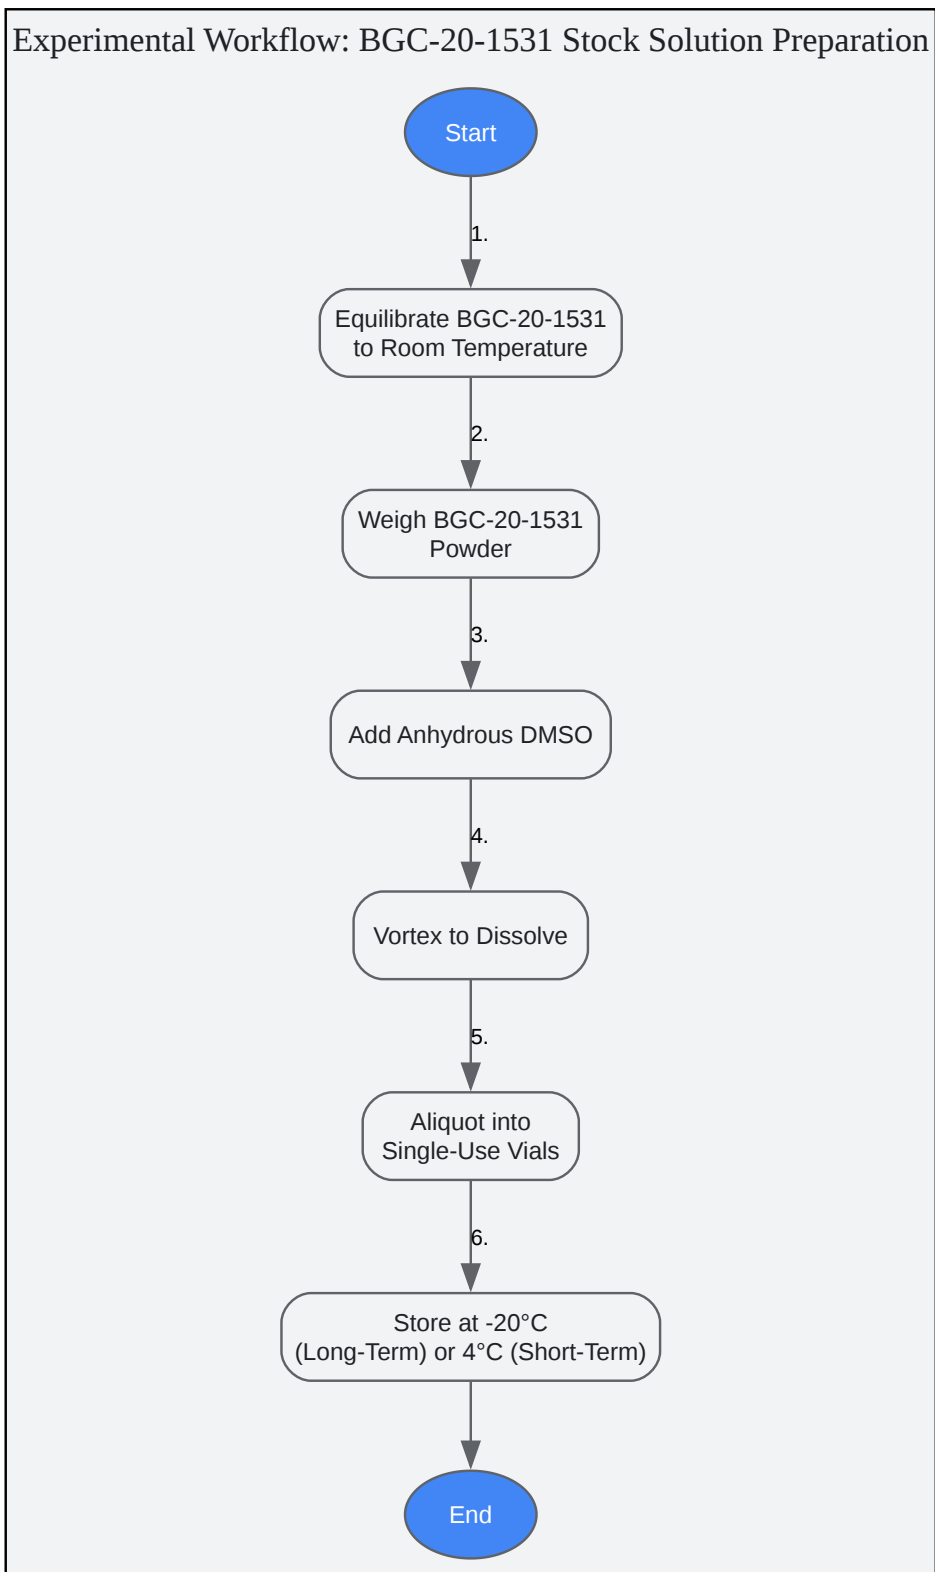 Experimental Workflow: BGC-20-1531 Stock Solution Preparation
Start
1.
Equilibrate BGC-20-1531
to Room Temperature
2.
Weigh BGC-20-1531
Powder
3.
Add Anhydrous DMSO
4.
Vortex to Dissolve
5.
Aliquot into
Single-Use Vials
6.
Store at -20°C
(Long-Term) or 4°C (Short-Term)
End